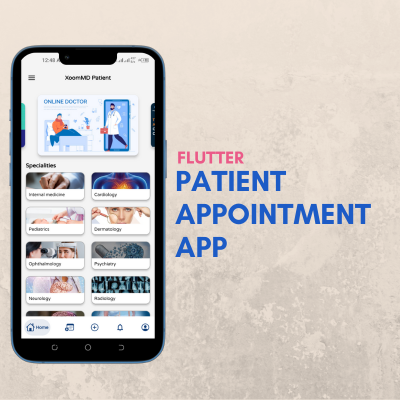 12:48
XoomMD Patient
ONLINE DOCTOR
Specialities
Internal medicine
Cardiology
Pediatrics
Dermatology
Ophthalmology
Psychiatry
Neurology
Radiology
Home
FLUTTER
PATIENT
APPOINTMENT
APP